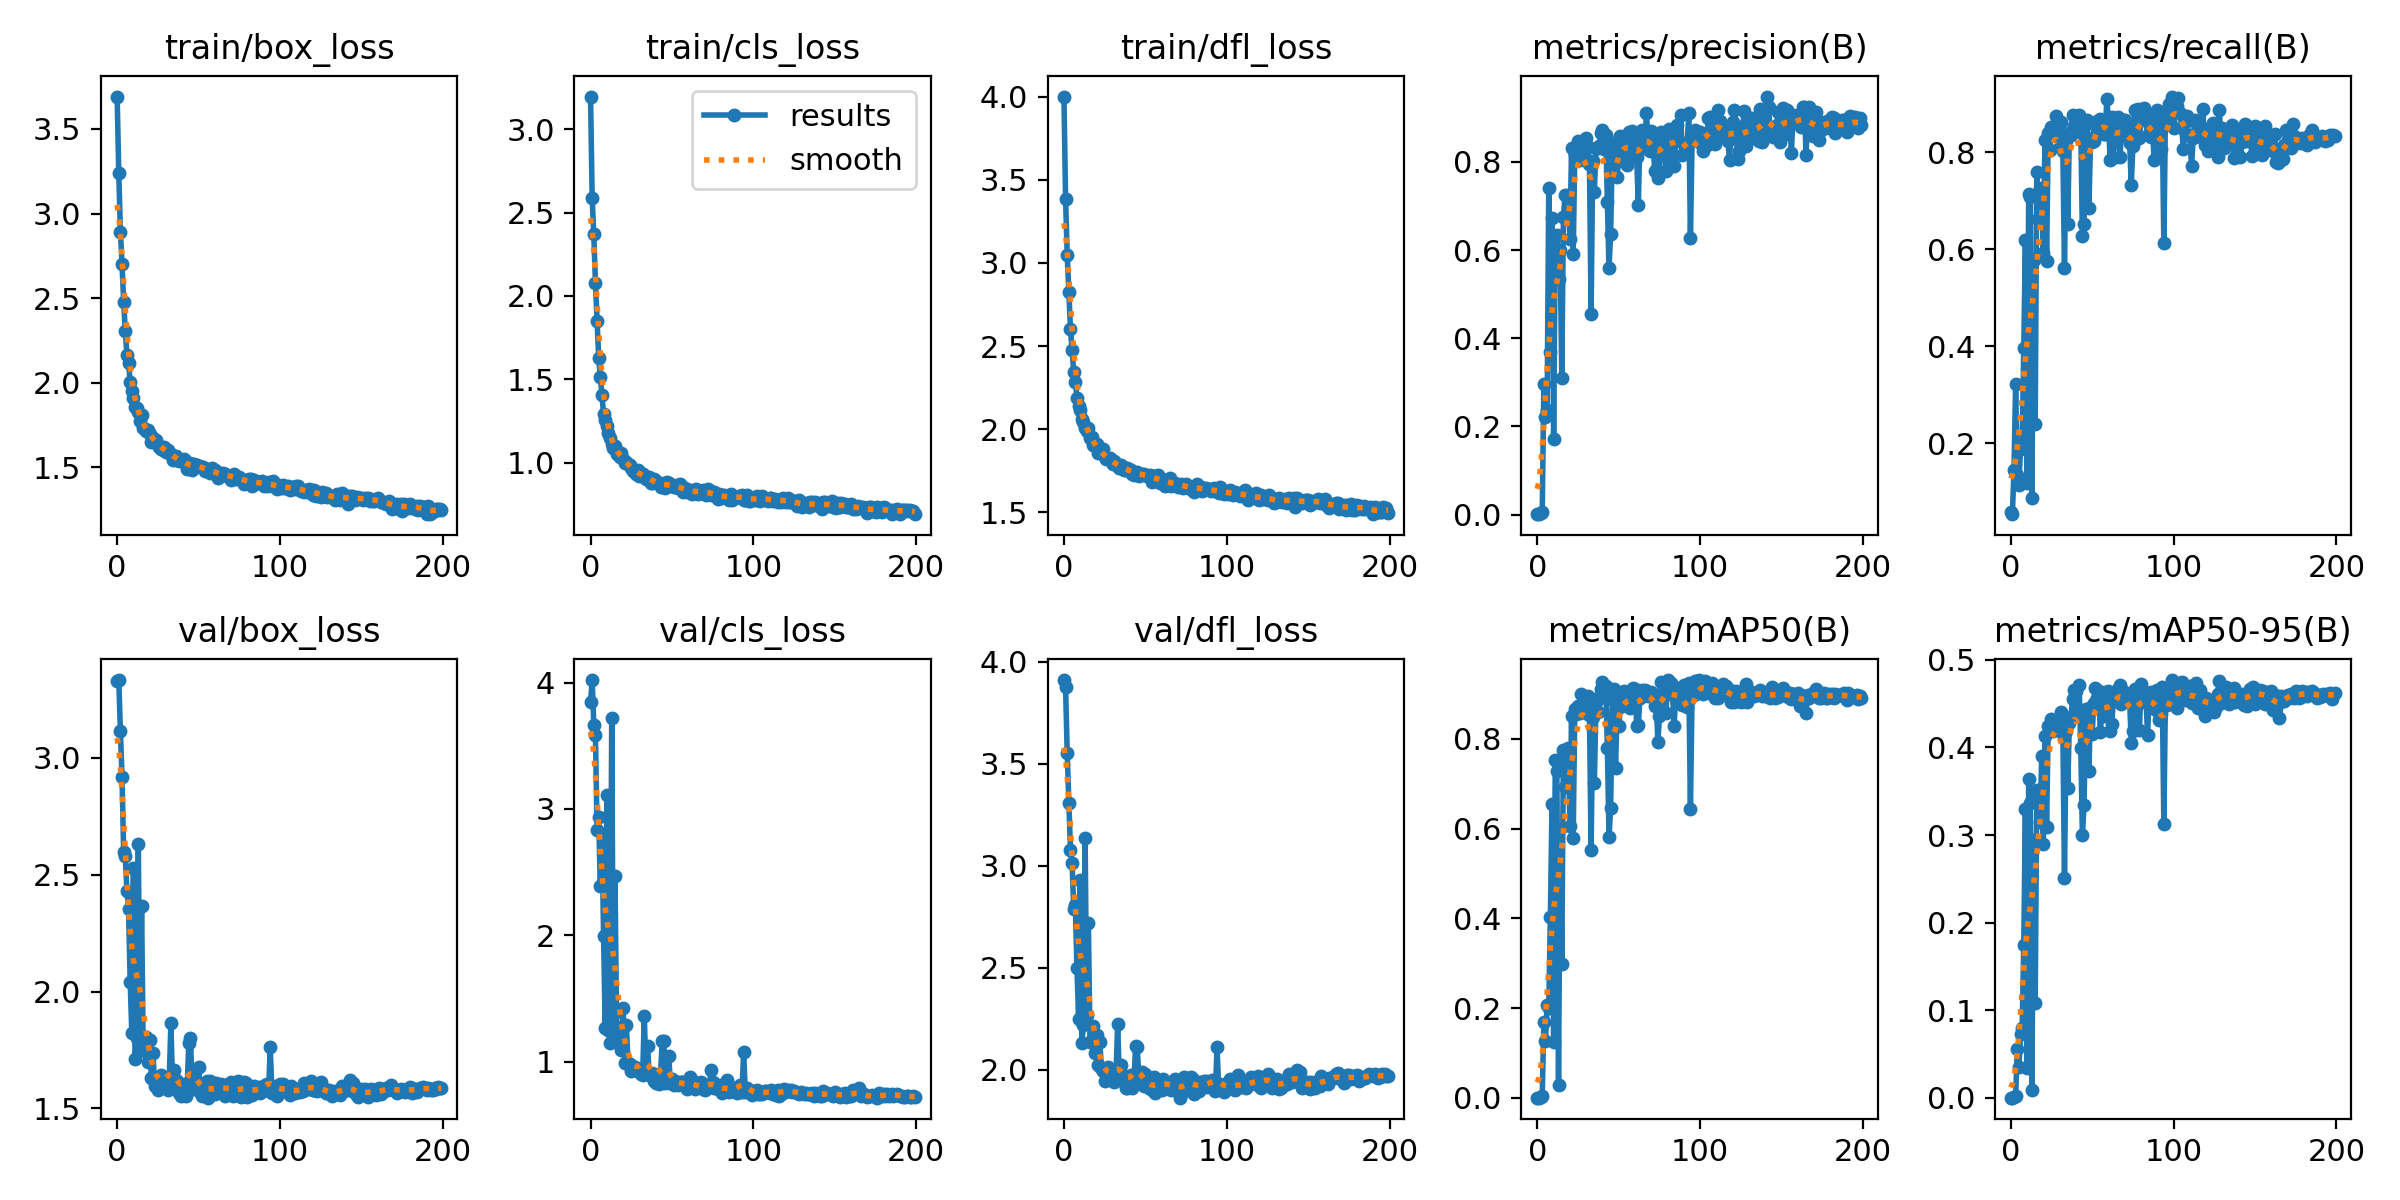 train/box_loss
train/cls_loss
train/dfl_loss
metrics/precision(B)
metrics/recall(B)
3.5
3.0
2.5
2.0
1.5
0 100 200
results
smooth
3.0
2.5
2.0
1.5
1.0
0 100 200
4.0
3.5
3.0
2.5
2.0
1.5
0 100 200
0.8
0.6
0.4
0.2
0.0
0 100 200
0.8
0.6
0.4
0.2
0 100 200
val/box_loss
val/cls_loss
val/dfl_loss
metrics/mAP50(B)
metrics/mAP50-95(B)
3.0
2.5
2.0
1.5
0 100 200
4
3
2
1
0 100 200
4.0
3.5
3.0
2.5
2.0
0 100 200
0.8
0.6
0.4
0.2
0.0
0 100 200
0.5
0.4
0.3
0.2
0.1
0.0
0 100 200